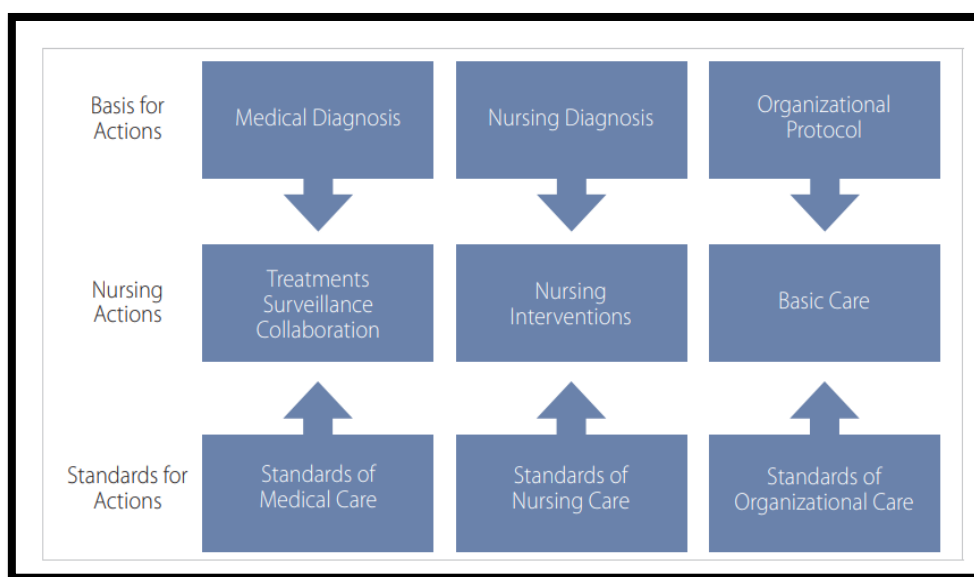 Basis for
Actions
Medical Diagnosis
Nursing Diagnosis
Organizational
Protocol
Nursing
Actions
Treatments
Surveillance
Collaboration
Nursing
Interventions
Basic Care
Standards for
Actions
Standards of
Medical Care
Standards of
Nursing Care
Standards of
Organizational Care